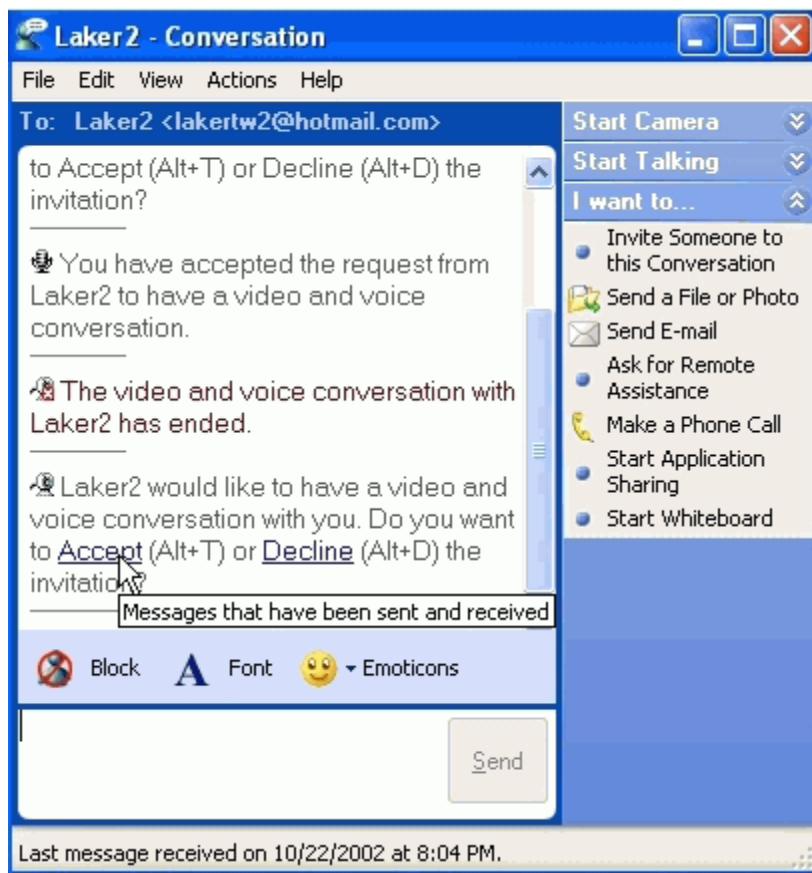 Laker2 - Conversation
File Edit View Actions Help
To: Laker2 <lakertw2@hotmail.com>
to Accept (Alt+T) or Decline (Alt+D) the
invitation?
You have accepted the request from
Laker2 to have a video and voice
conversation.
The video and voice conversation with
Laker2 has ended.
Laker2 would like to have a video and
voice conversation with you. Do you want
to Accept (Alt+T) or Decline (Alt+D) the
invitation?
Messages that have been sent and received
Block Font Emoticons
Send
Start Camera
Start Talking
I want to...
Invite Someone to
this Conversation
Send a File or Photo
Send E-mail
Ask for Remote
Assistance
Make a Phone Call
Start Application
Sharing
Start Whiteboard
Last message received on 10/22/2002 at 8:04 PM.